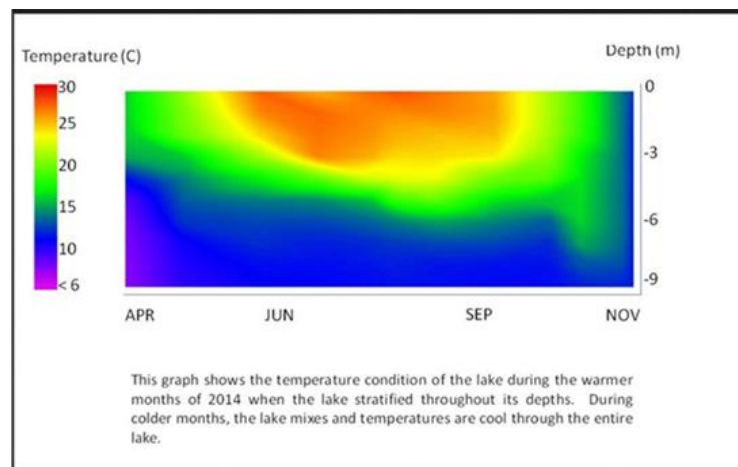 Temperature (C)
Depth (m)
30
25
20
15
10
< 6
0
-3
-6
-9
APR JUN SEP NOV
This graph shows the temperature condition of the lake during the warmer
months of 2014 when the lake stratified throughout its depths. During
colder months, the lake mixes and temperatures are cool through the entire
lake.